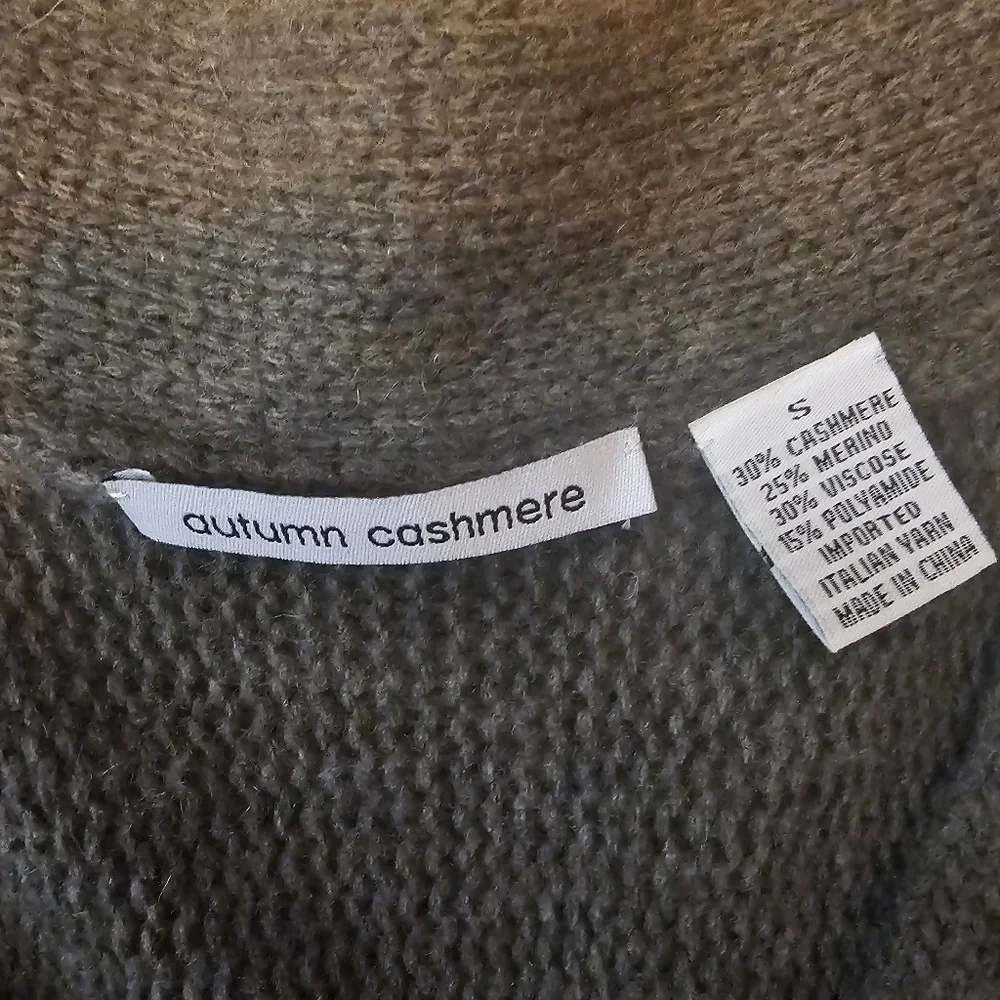 autumn cashmere
S
30% CASHMERE
25% MERINO
30% VISCOSE
15% POLYAMIDE
IMPORTED
ITALIAN YARN
MADE IN CHINA